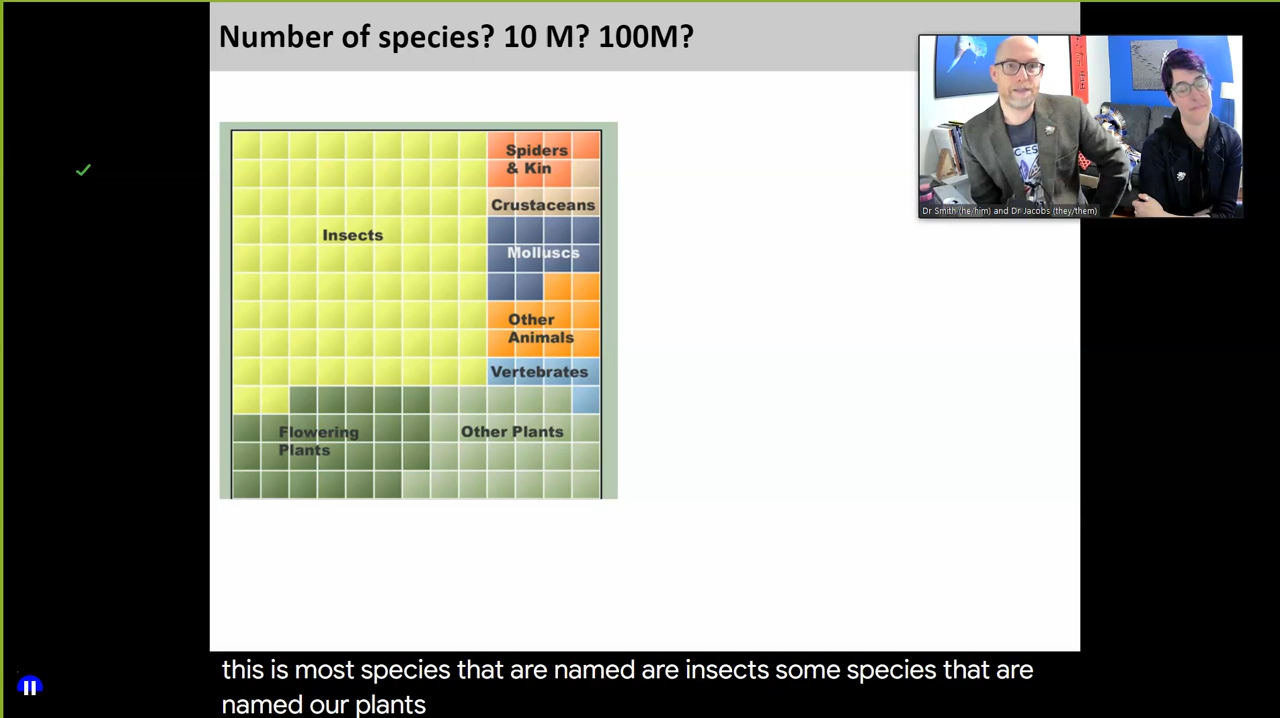 Number of species? 10 M? 100M?
Spiders
& Kin
Crustaceans
Insects
Molluscs
Other
Animals
Vertebrates
Flowering
Plants
Other Plants
C-ES
Dr Smith (he/him) and Dr Jacobs (they/them)
this is most species that are named are insects some species that are
named our plants